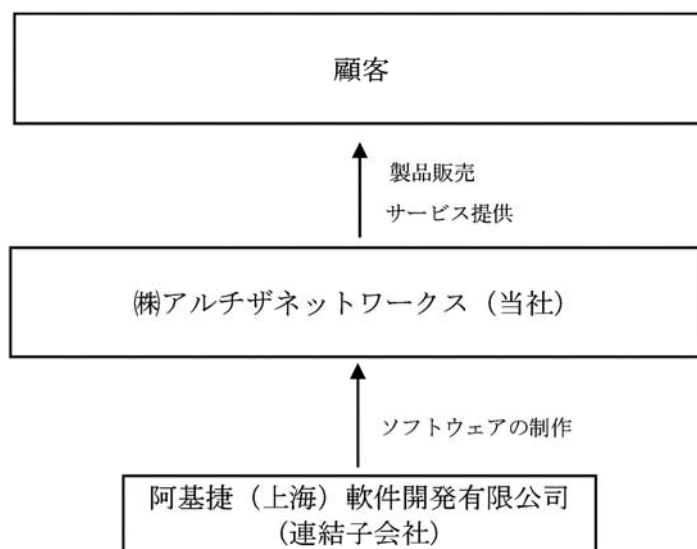 顧客
製品販売
サービス提供
㈱アルチザネットワークス（当社）
ソフトウェアの制作
阿基捷（上海）軟件開発有限公司
（連結子会社）